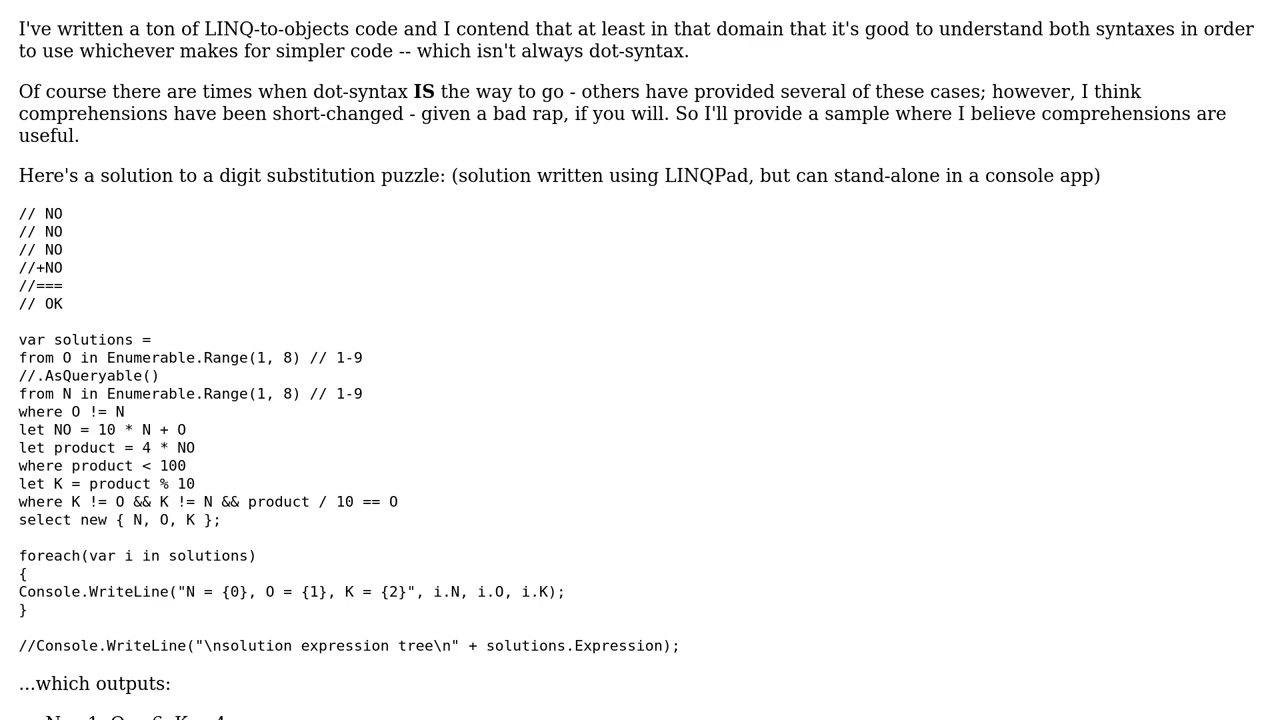 I've written a ton of LINQ-to-objects code and I contend that at least in that domain that it's good to understand both syntaxes in order
to use whichever makes for simpler code -- which isn't always dot-syntax.
Of course there are times when dot-syntax IS the way to go - others have provided several of these cases; however, I think
comprehensions have been short-changed - given a bad rap, if you will. So I'll provide a sample where I believe comprehensions are
useful.
Here's a solution to a digit substitution puzzle: (solution written using LINQPad, but can stand-alone in a console app)
// NO
// NO
// NO
//+NO
//===
// OK
var solutions =
from O in Enumerable.Range(1, 8) // 1-9
//.AsQueryable()
from N in Enumerable.Range(1, 8) // 1-9
where O != N
let NO = 10 * N + O
let product = 4 * NO
where product < 100
let K = product % 10
where K != O && K != N && product / 10 == O
select new { N, O, K };
foreach(var i in solutions)
{
Console.WriteLine("N = {0}, O = {1}, K = {2}", i.N, i.O, i.K);
}
//Console.WriteLine("\nsolution expression tree\n" + solutions.Expression);
...which outputs:
N = 1, O = 6, K = 4